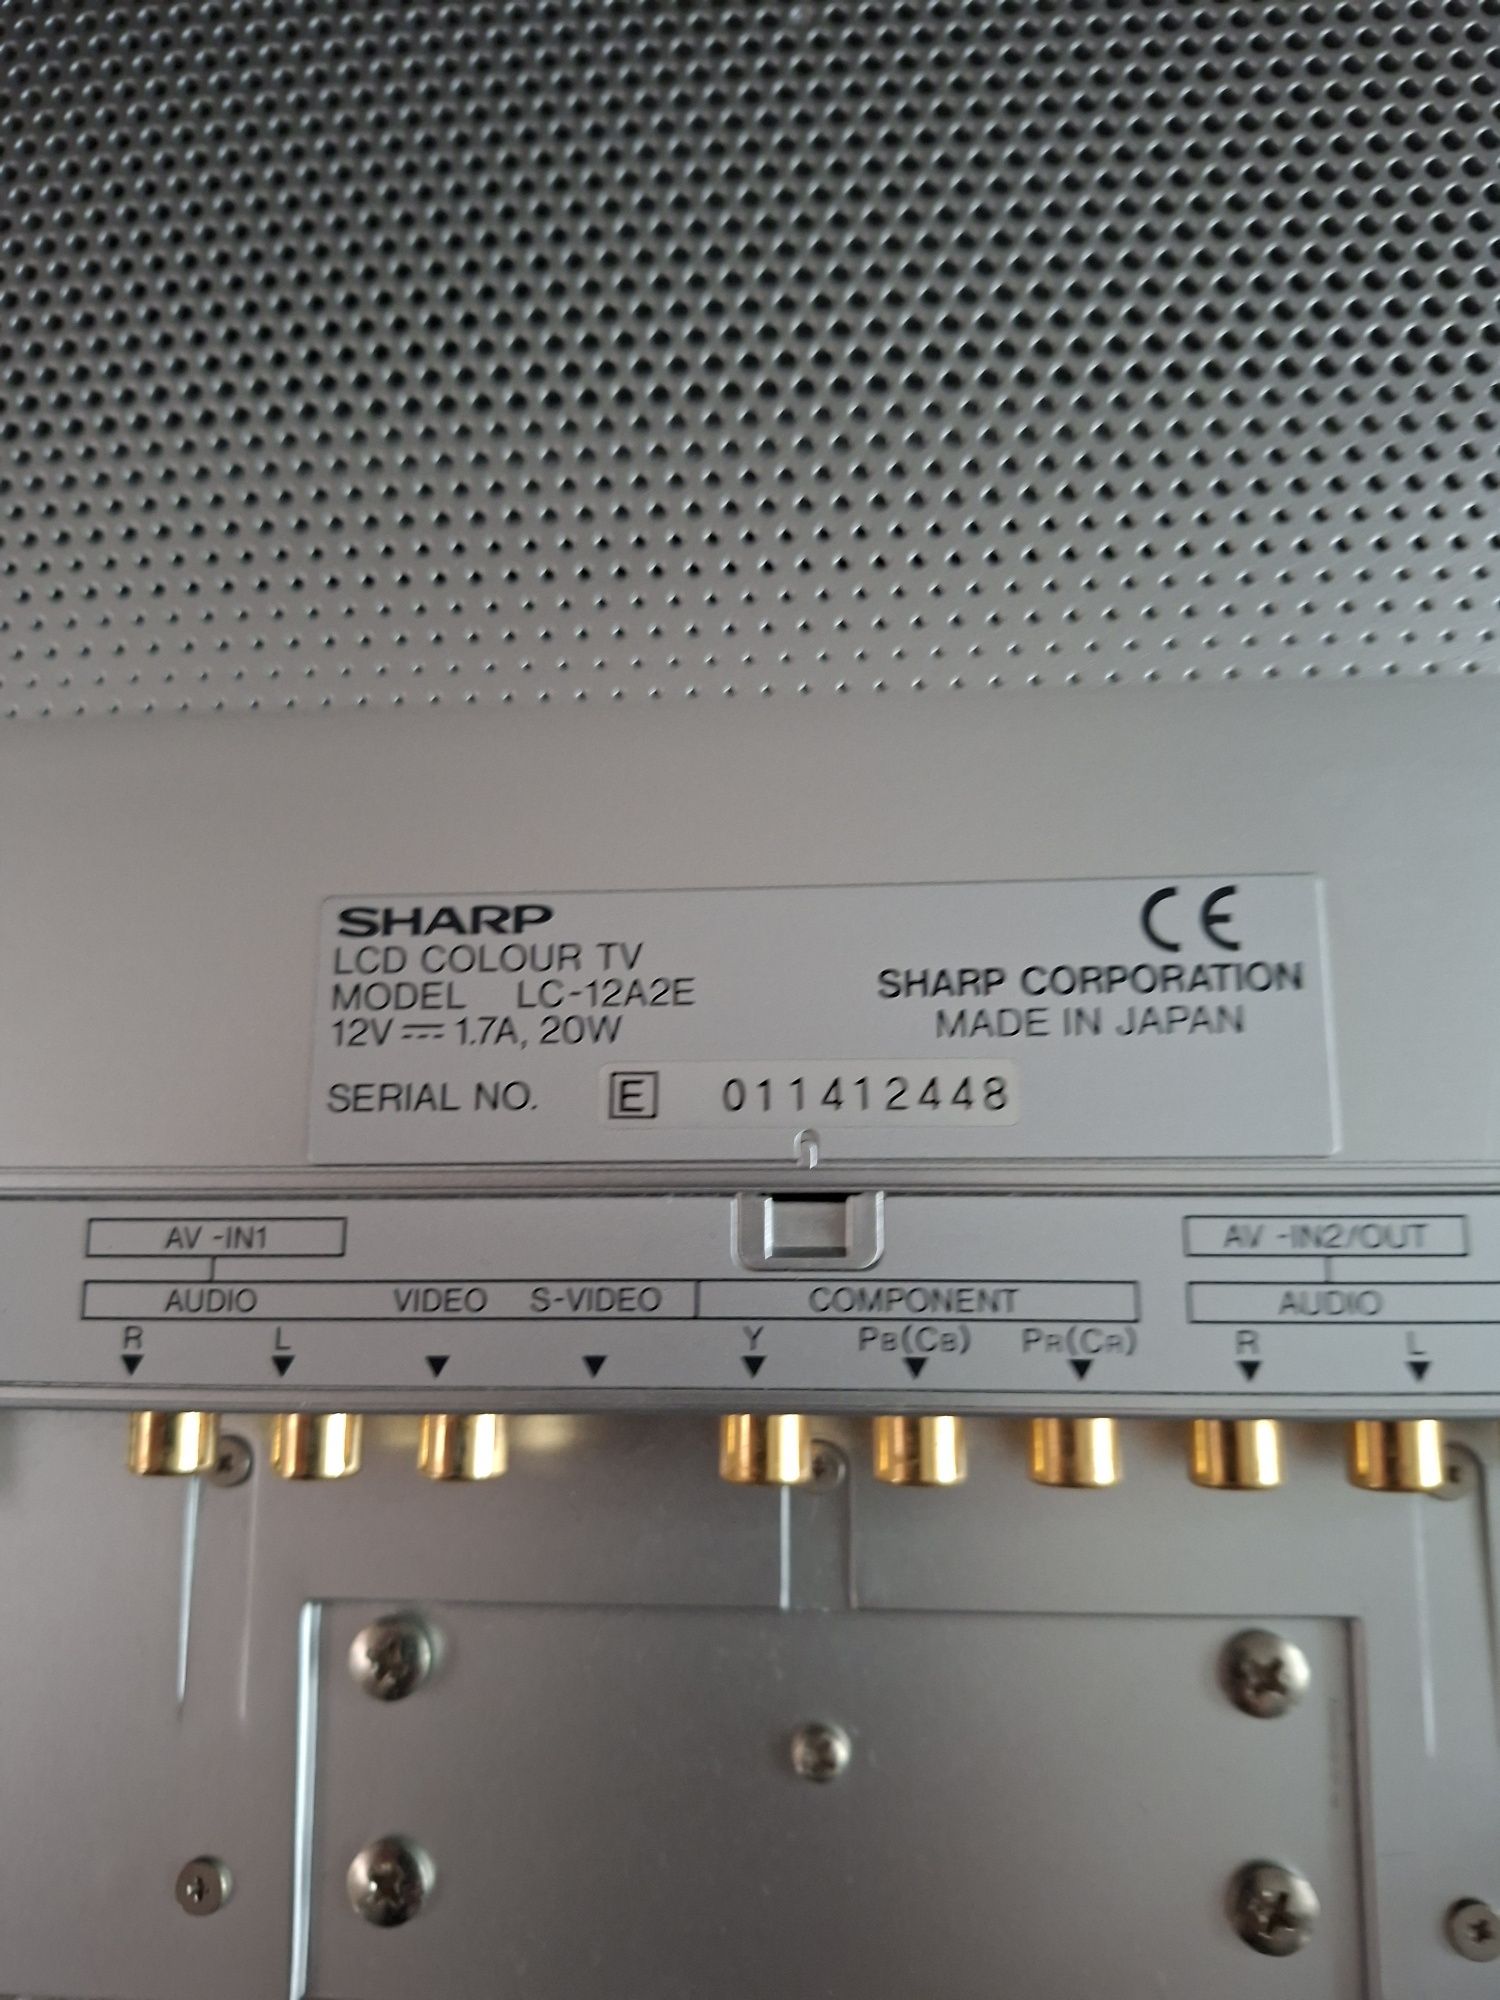 SHARP
LCD COLOUR TV
MODEL LC-12A2E
12V⎓1.7A, 20W
SERIAL NO. E 011412448
CE
SHARP CORPORATION
MADE IN JAPAN
AV -IN1
AV -IN2/OUT
AUDIO VIDEO S-VIDEO COMPONENT AUDIO
R L Y PB(CB) PR(CR) R L